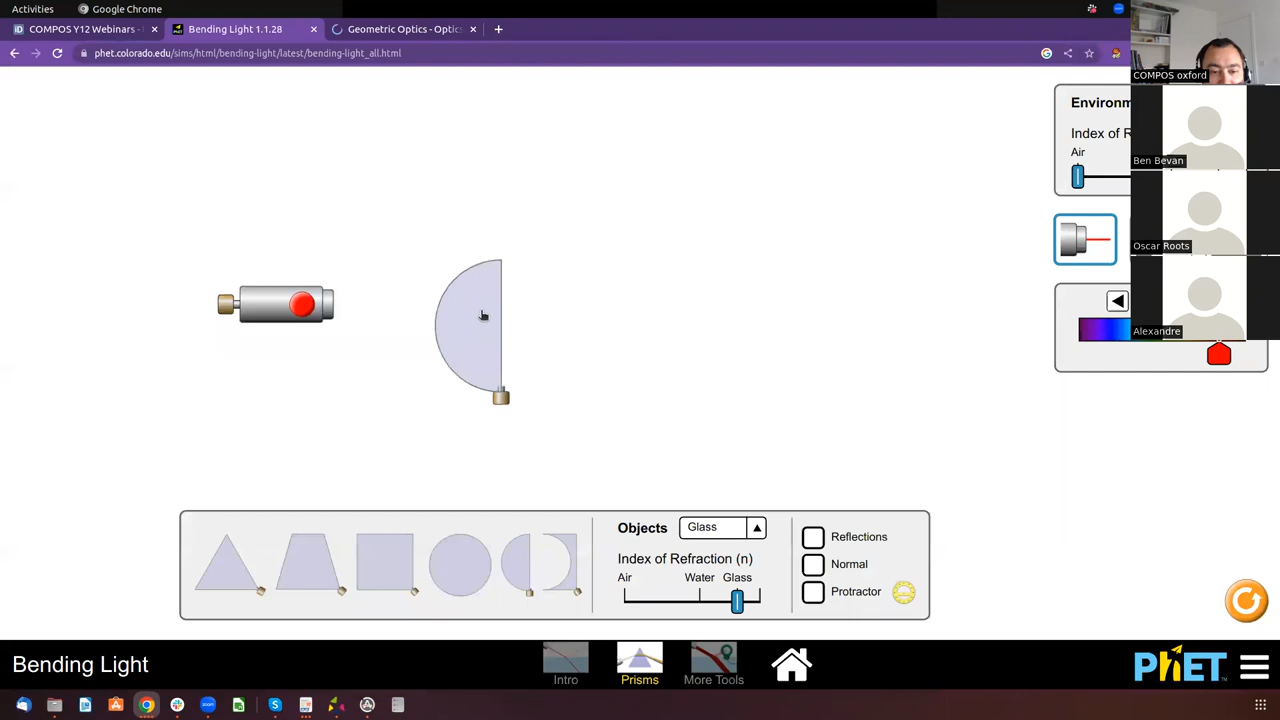 Activities
Google Chrome
COMPOS Y12 Webinars -
Bending Light 1.1.28
Geometric Optics - Optics
phet.colorado.edu/sims/html/bending-light/latest/bending-light_all.html
COMPOS oxford
Environm
Index of R
Air
Ben Bevan
Oscar Roots
Alexandre
Objects
Glass
Index of Refraction (n)
Air
Water
Glass
Reflections
Normal
Protractor
Bending Light
Intro
Prisms
More Tools
PhET